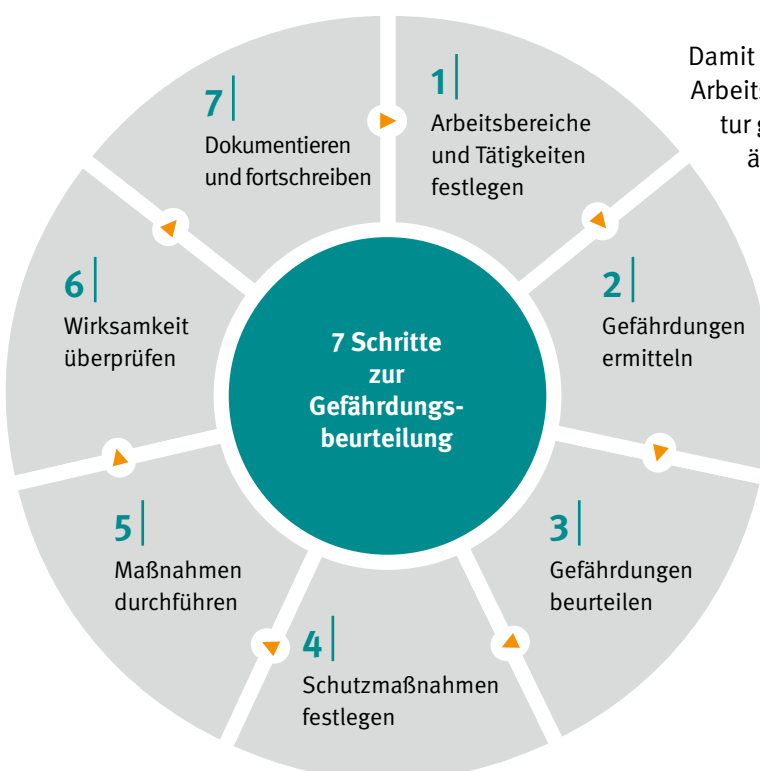 7 Schritte
zur
Gefährdungs-
beurteilung
1
Arbeitsbereiche
und Tätigkeiten
festlegen
2
Gefährdungen
ermitteln
3
Gefährdungen
beurteilen
4
Schutzmaßnahmen
festlegen
5
Maßnahmen
durchführen
6
Wirksamkeit
überprüfen
7
Dokumentieren
und fortschreiben
Damit
Arbeits
tur
ä